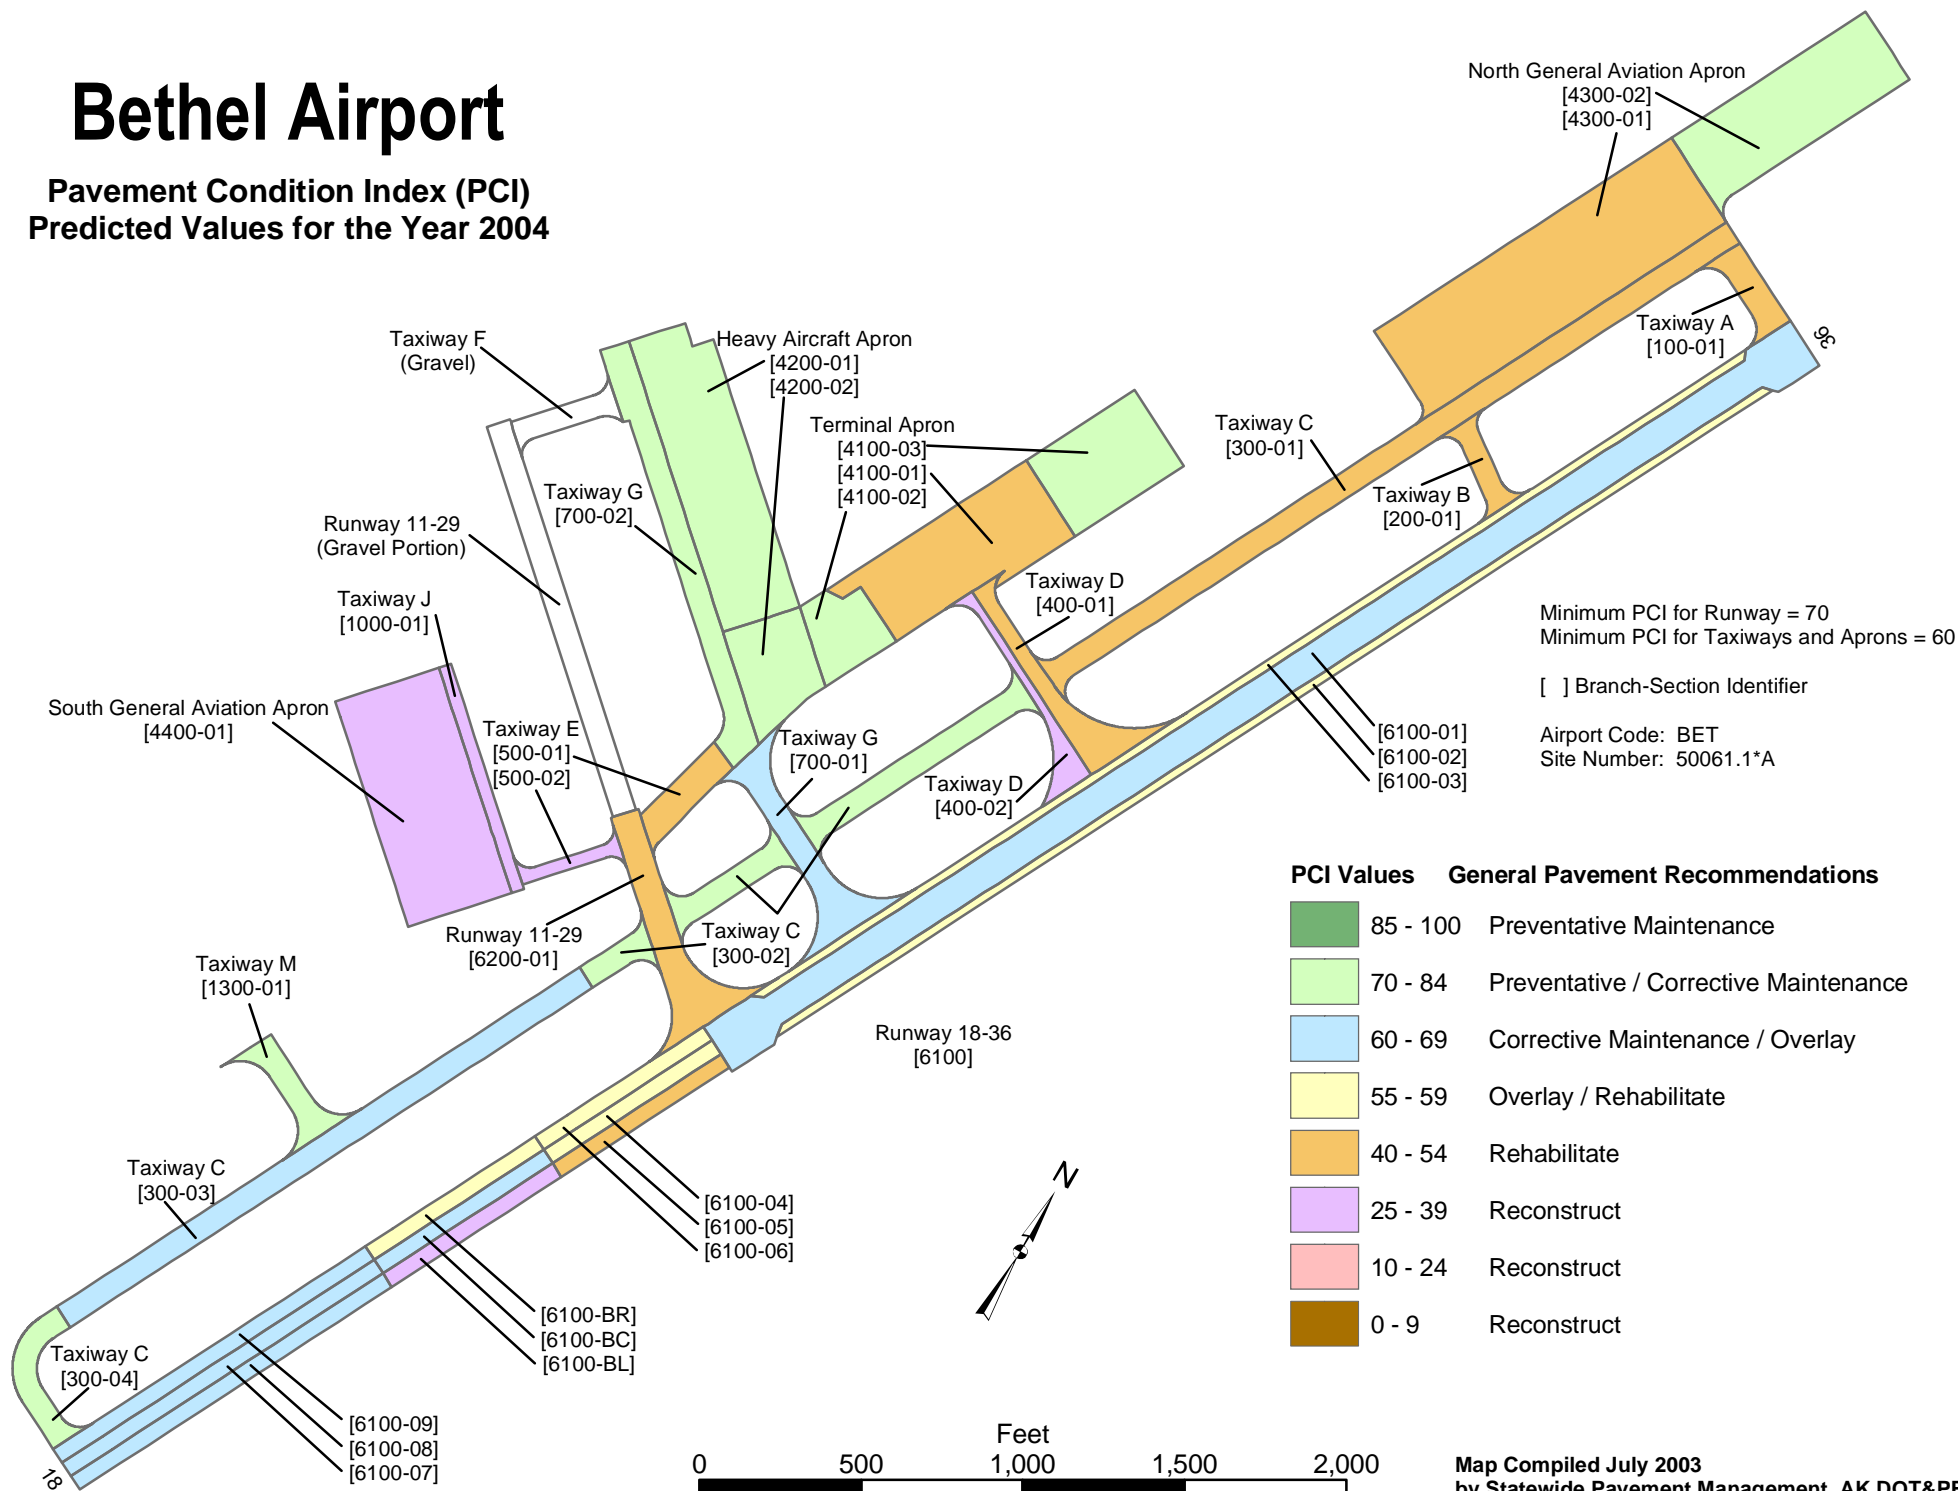 Bethel Airport
Pavement Condition Index (PCI)
Predicted Values for the Year 2004
North General Aviation Apron
[4300-02]
[4300-01]
Taxiway A
[100-01]
36
Taxiway F
(Gravel)
Heavy Aircraft Apron
[4200-01]
[4200-02]
Terminal Apron
[4100-03]
[4100-01]
[4100-02]
Taxiway C
[300-01]
Taxiway B
[200-01]
Taxiway G
[700-02]
Runway 11-29
(Gravel Portion)
Taxiway J
[1000-01]
Taxiway D
[400-01]
Minimum PCI for Runway = 70
Minimum PCI for Taxiways and Aprons = 60
[ ] Branch-Section Identifier
Airport Code: BET
Site Number: 50061.1*A
South General Aviation Apron
[4400-01]
Taxiway E
[500-01]
[500-02]
Taxiway G
[700-01]
Taxiway D
[400-02]
[6100-01]
[6100-02]
[6100-03]
Runway 11-29
[6200-01]
Taxiway C
[300-02]
Taxiway M
[1300-01]
Runway 18-36
[6100]
PCI Values General Pavement Recommendations
85 - 100 Preventative Maintenance
70 - 84 Preventative / Corrective Maintenance
60 - 69 Corrective Maintenance / Overlay
55 - 59 Overlay / Rehabilitate
40 - 54 Rehabilitate
25 - 39 Reconstruct
10 - 24 Reconstruct
0 - 9 Reconstruct
Taxiway C
[300-03]
N
[6100-04]
[6100-05]
[6100-06]
[6100-BR]
[6100-BC]
[6100-BL]
Taxiway C
[300-04]
[6100-09]
[6100-08]
[6100-07]
18
Feet
0 500 1,000 1,500 2,000
Map Compiled July 2003
by Statewide Pavement Management, AK DOT&PF